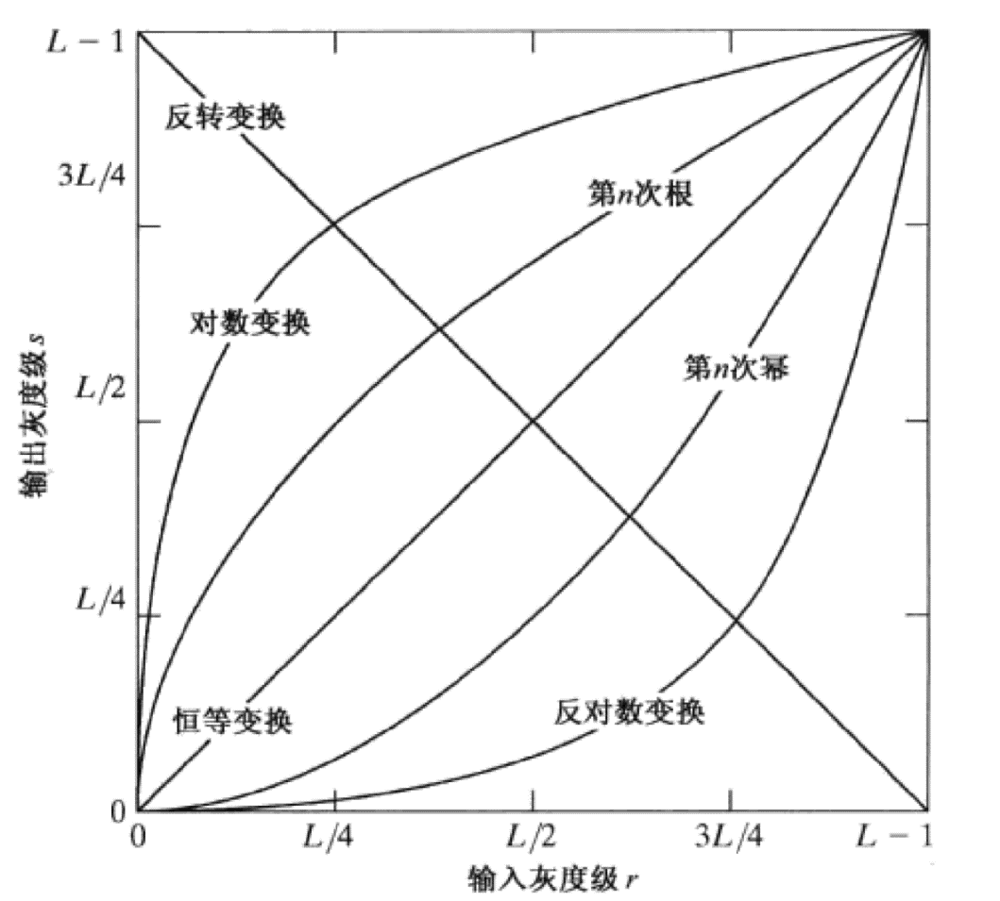 L − 1
反转变换
3L/4
第n次根
对数变换
第n次幂
L/2
输出灰度级 s
L/4
反对数变换
恒等变换
0
0
L/4
L/2
3L/4
L − 1
输入灰度级 r